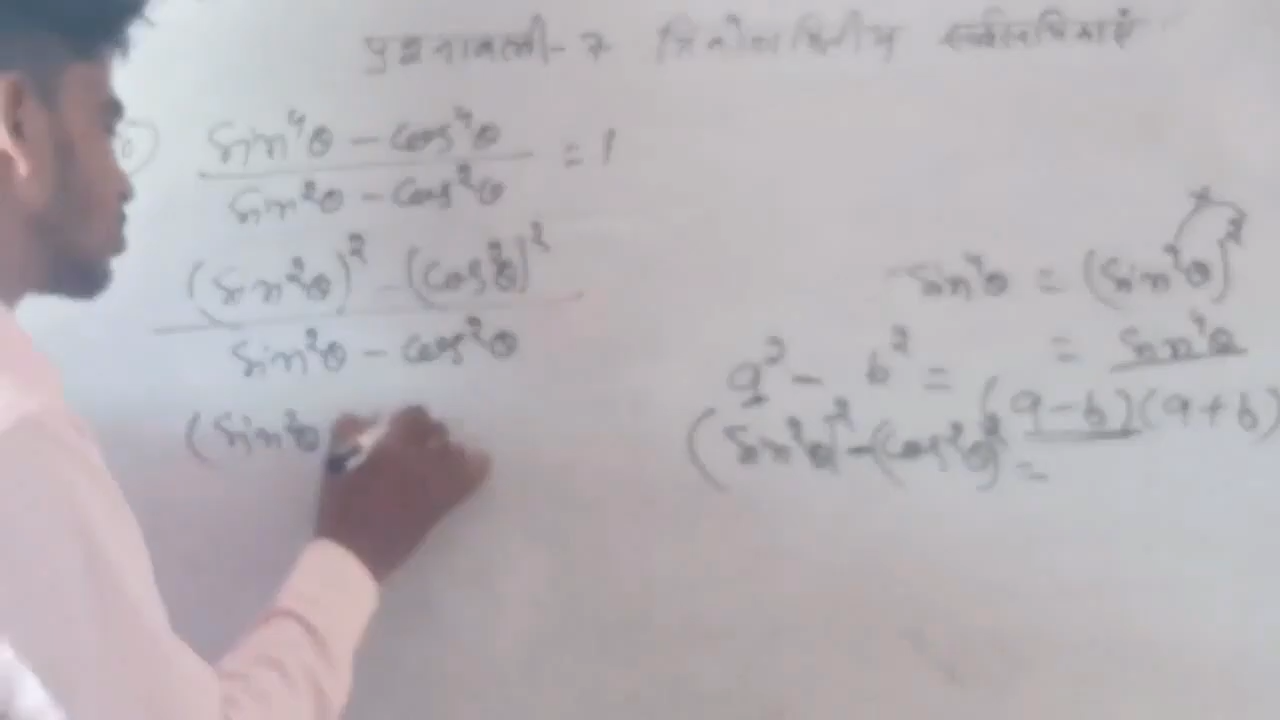 प्रश्नावली-7 त्रिकोणमितीय सर्वसमिकाएं
sin⁴θ - cos⁴θ = 1
sin²θ - cos²θ
(sin²θ)² - (cos²θ)²
sin²θ - cos²θ
(sin²θ
sin⁴θ = (sin²θ)²
= sin⁴θ
a² - b² = (a-b)(a+b)
(sin²θ)² - (cos²θ)² =